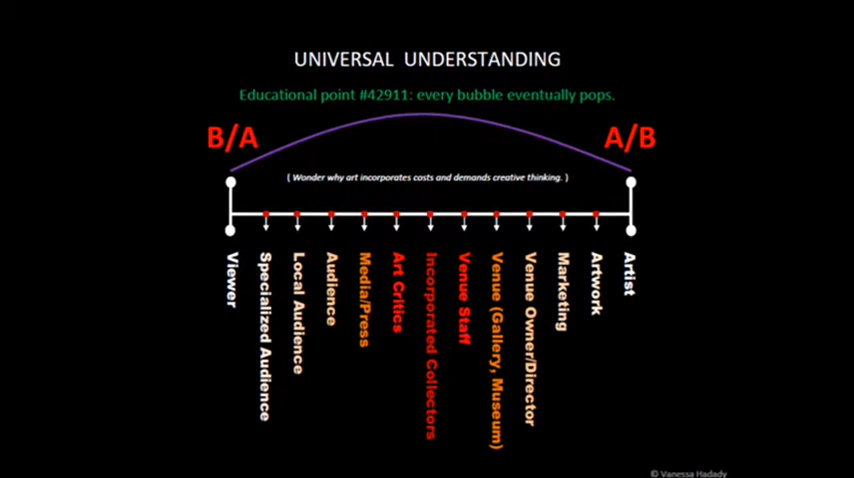 UNIVERSAL UNDERSTANDING
Educational point #42911: every bubble eventually pops.
B/A
A/B
( Wonder why art incorporates costs and demands creative thinking. )
Viewer
Specialized Audience
Local Audience
Audience
Media/Press
Art Critics
Incorporated Collectors
Venue Staff
Venue (Gallery, Museum)
Venue Owner/Director
Marketing
Artwork
Artist
© Vanessa Hadady